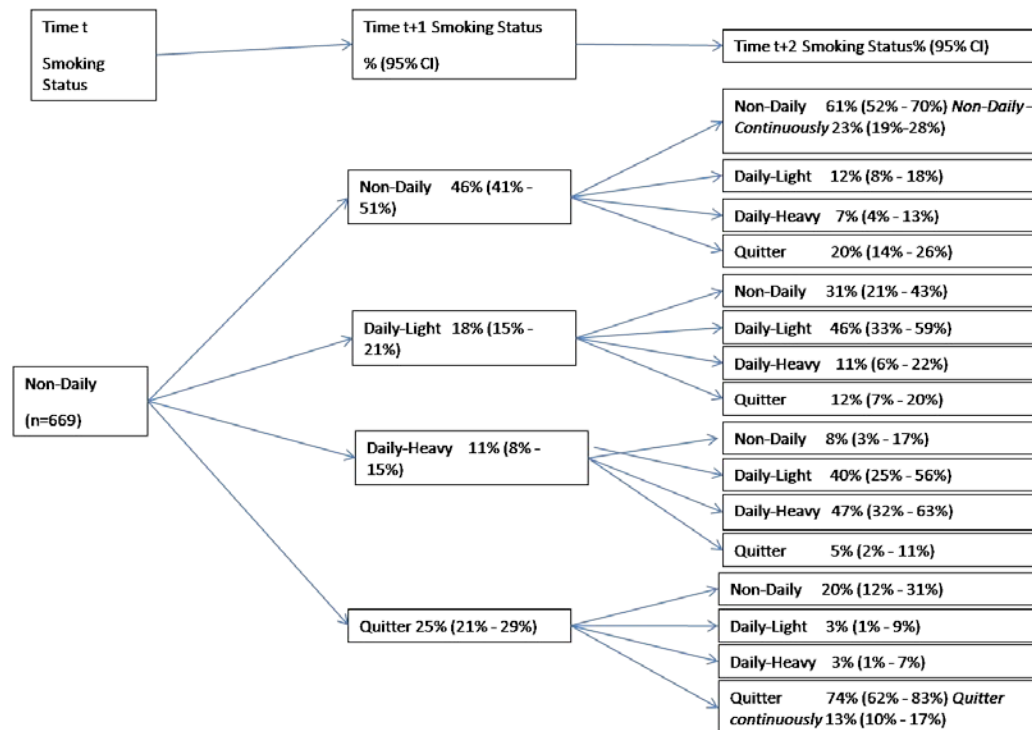 Time t
Smoking
Status
Time t+1 Smoking Status
% (95% CI)
Time t+2 Smoking Status% (95% CI)
Non-Daily
(n=669)
Non-Daily 46% (41% -
51%)
Non-Daily 61% (52% - 70%) Non-Daily -
Continuously 23% (19%-28%)
Daily-Light 12% (8% - 18%)
Daily-Heavy 7% (4% - 13%)
Quitter 20% (14% - 26%)
Daily-Light 18% (15% -
21%)
Non-Daily 31% (21% - 43%)
Daily-Light 46% (33% - 59%)
Daily-Heavy 11% (6% - 22%)
Quitter 12% (7% - 20%)
Daily-Heavy 11% (8% -
15%)
Non-Daily 8% (3% - 17%)
Daily-Light 40% (25% - 56%)
Daily-Heavy 47% (32% - 63%)
Quitter 5% (2% - 11%)
Quitter 25% (21% - 29%)
Non-Daily 20% (12% - 31%)
Daily-Light 3% (1% - 9%)
Daily-Heavy 3% (1% - 7%)
Quitter 74% (62% - 83%) Quitter
continuously 13% (10% - 17%)